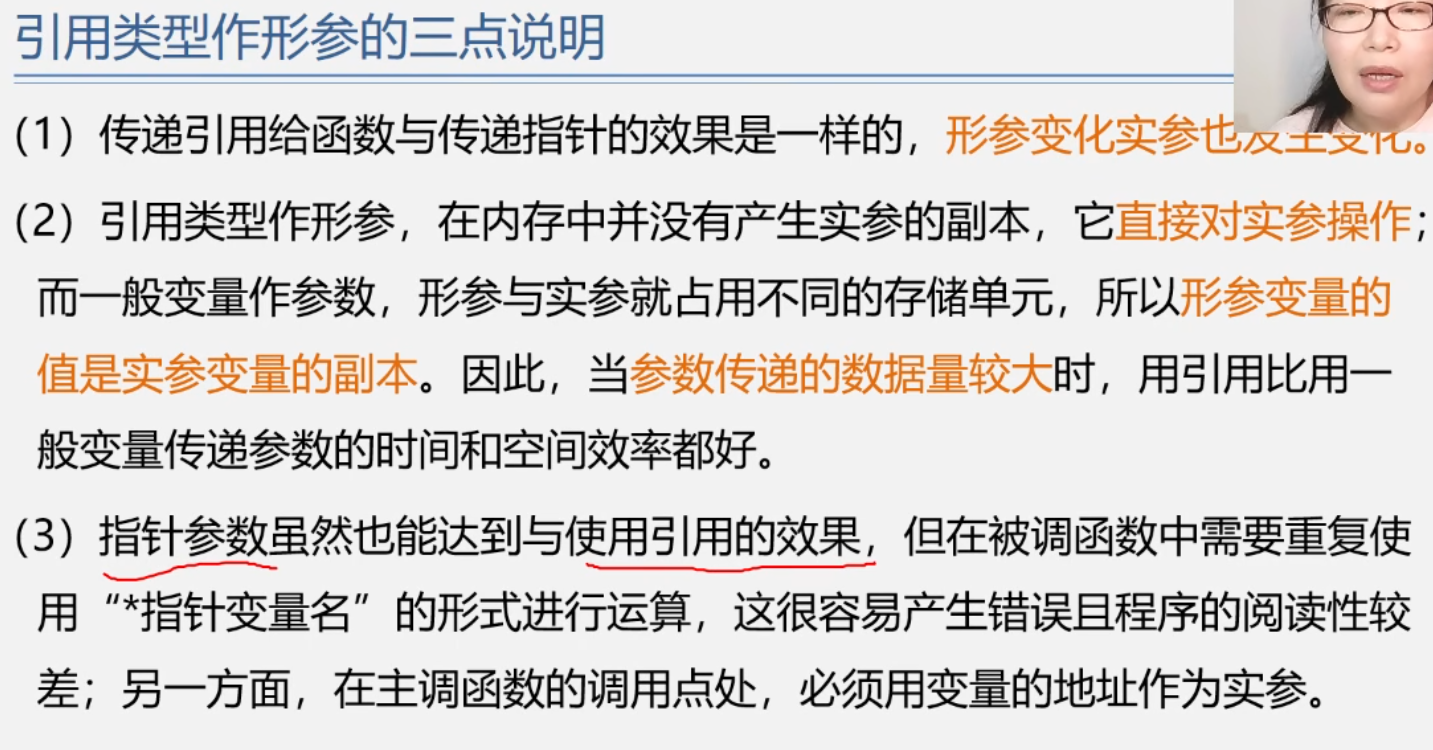 引用类型作形参的三点说明
(1) 传递引用给函数与传递指针的效果是一样的，形参变化实参也发生变化。
(2) 引用类型作形参，在内存中并没有产生实参的副本，它直接对实参操作；
而一般变量作参数，形参与实参就占用不同的存储单元，所以形参变量的
值是实参变量的副本。因此，当参数传递的数据量较大时，用引用比用一
般变量传递参数的时间和空间效率都好。
(3) 指针参数虽然也能达到与使用引用的效果，但在被调函数中需要重复使
用“*指针变量名”的形式进行运算，这很容易产生错误且程序的阅读性较
差；另一方面，在主调函数的调用点处，必须用变量的地址作为实参。